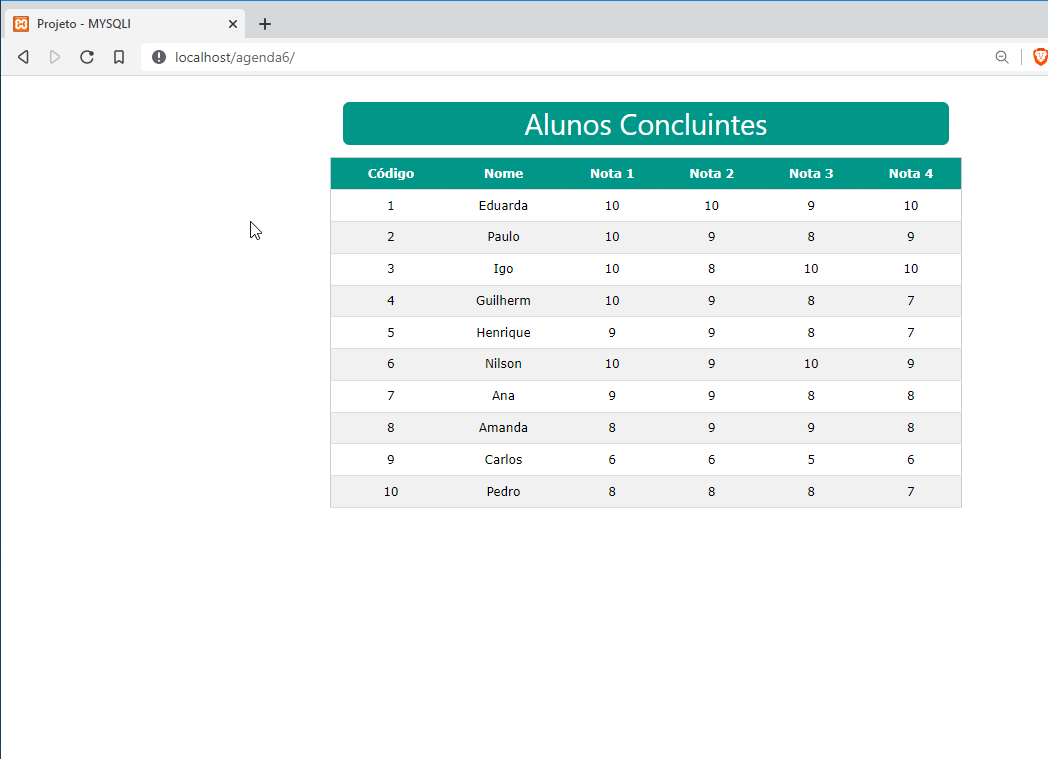 Projeto - MYSQLI
localhost/agenda6/
Alunos Concluintes
Código Nome Nota 1 Nota 2 Nota 3 Nota 4
1 Eduarda 10 10 9 10
2 Paulo 10 9 8 9
3 Igo 10 8 10 10
4 Guilherm 10 9 8 7
5 Henrique 9 9 8 7
6 Nilson 10 9 10 9
7 Ana 9 9 8 8
8 Amanda 8 9 9 8
9 Carlos 6 6 5 6
10 Pedro 8 8 8 7